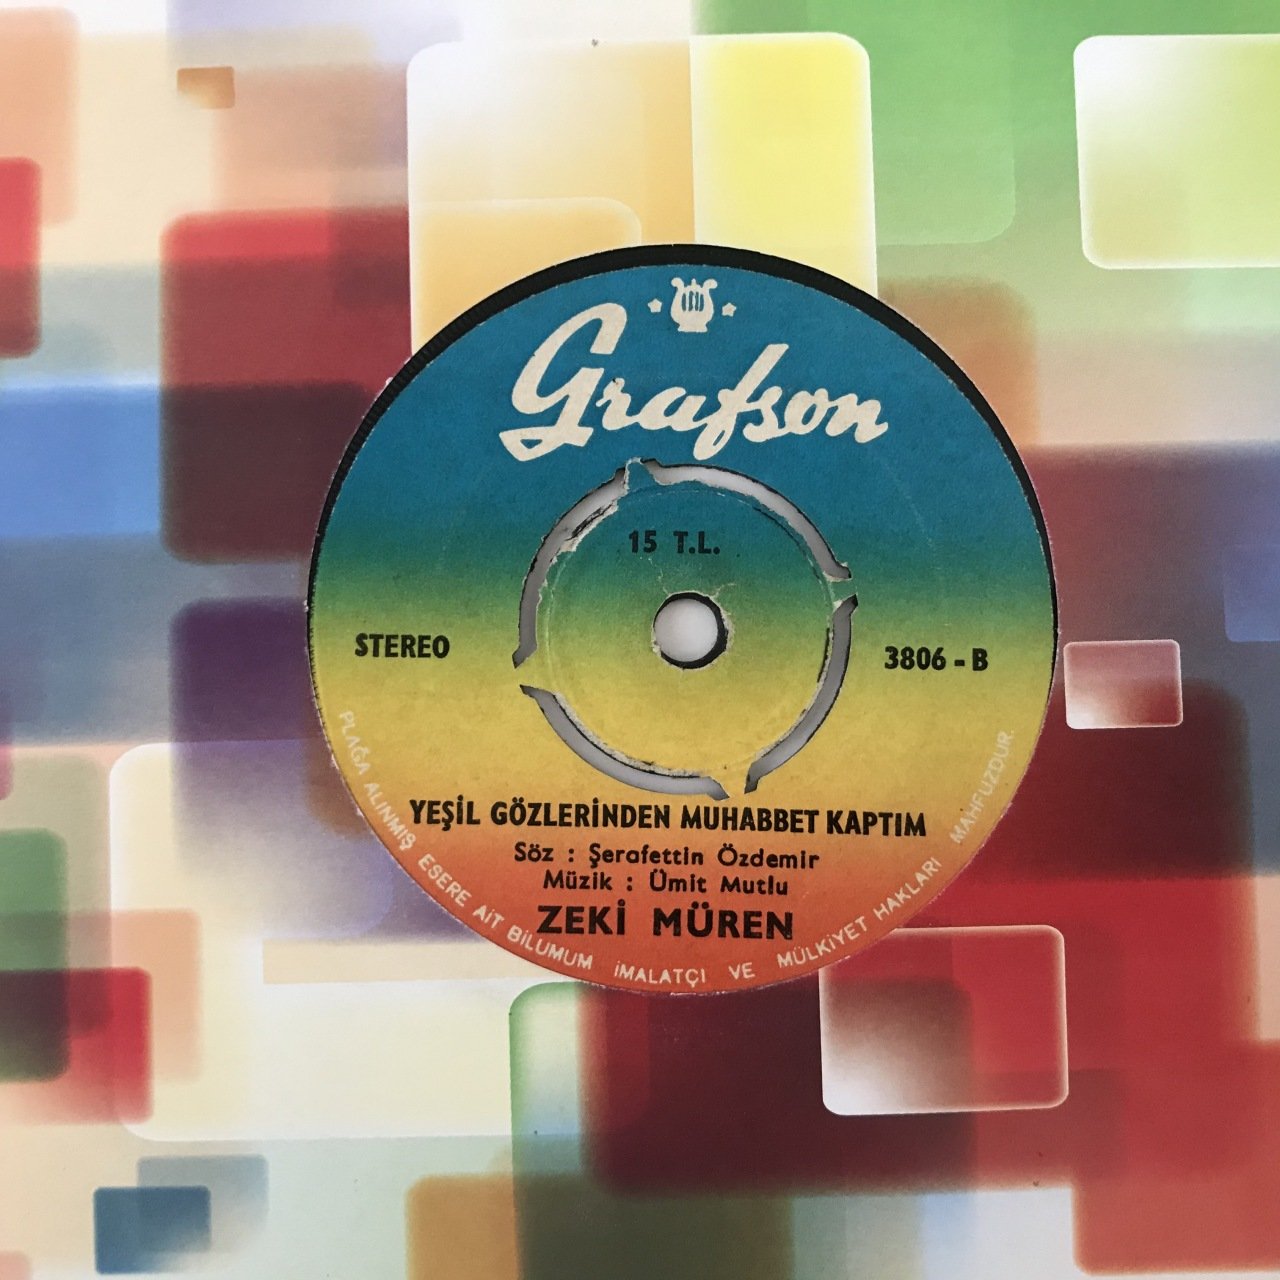 Grafson
15 T.L.
STEREO
3806 - B
YEŞİL GÖZLERİNDEN MUHABBET KAPTIM
Söz : Şerafettin Özdemir
Müzik : Ümit Mutlu
ZEKİ MÜREN
PLAĞA ALINMIŞ ESERE AİT BİLUMUM İMALATÇI VE MÜLKİYET HAKLARI MAHFUZDUR.